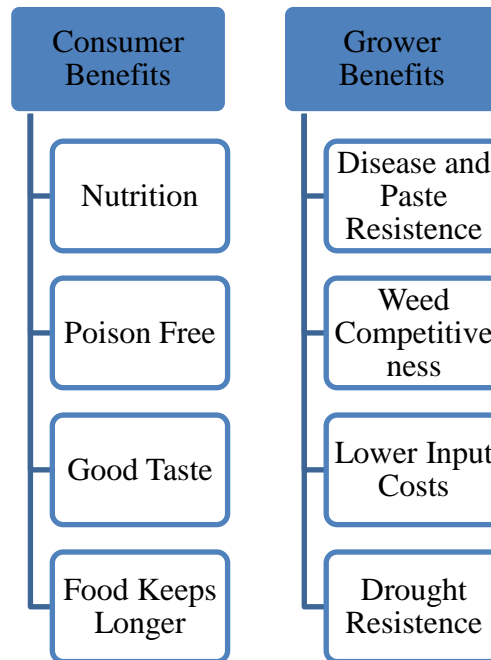 Consumer
Benefits
Nutrition
Poison Free
Good Taste
Food Keeps
Longer
Grower
Benefits
Disease and
Paste
Resistence
Weed
Competitive
ness
Lower Input
Costs
Drought
Resistence